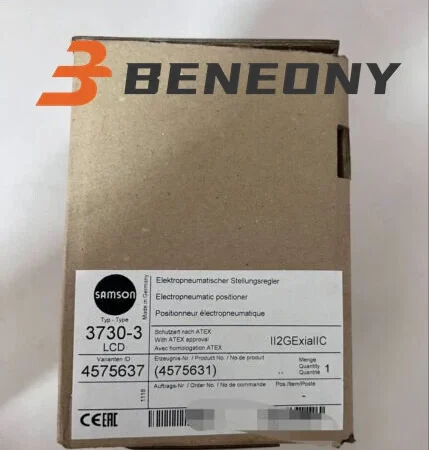 BENEONY
Made in Germany
SAMSON
Elektropneumatischer Stellungsregler
Electropneumatic positioner
Positionneur électropneumatique
Typ - Type
3730-3
LCD
Schutzart nach ATEX
With ATEX approval
Avec homologation ATEX
II2GExiaIIC
Varianten ID
4575637
Erzeugnis-Nr. / Product No. / No de produit
(4575631)
Menge
Quantity
Quantité
1
1118
Auftrags-Nr. / Order No. / No de commande
Pos./Item/Poste
-
CE EAC